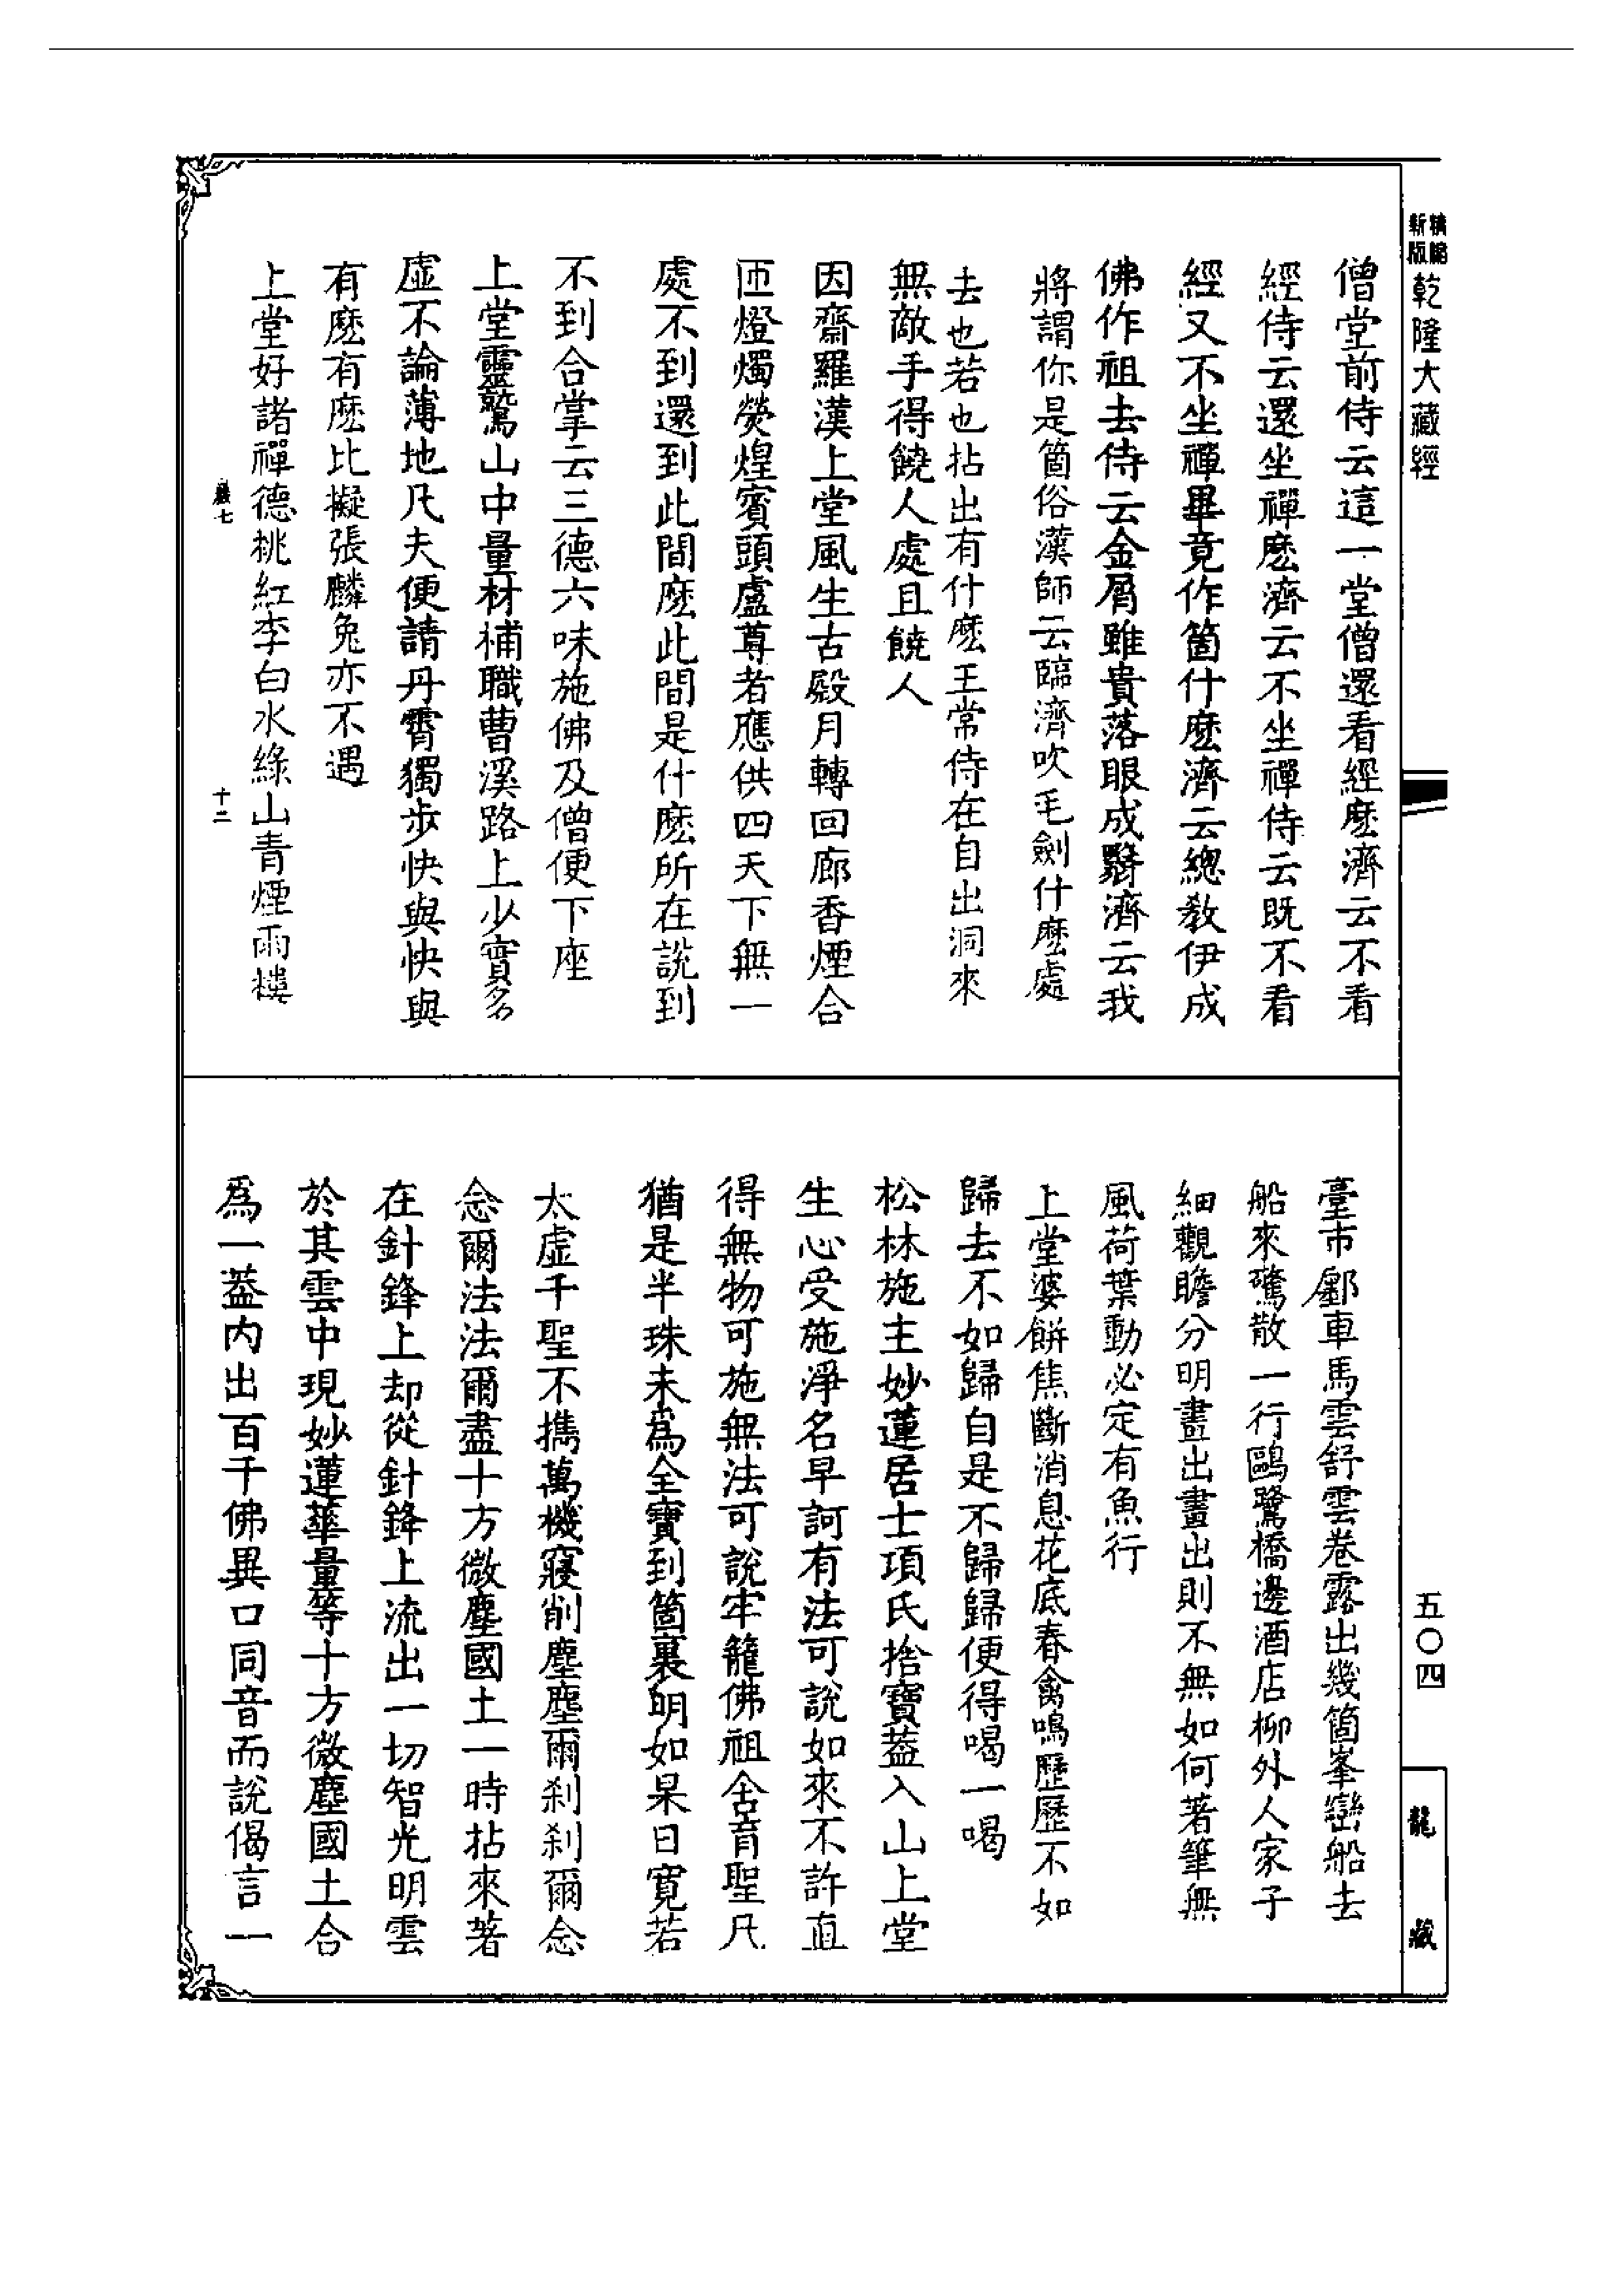 精縮新版乾隆大藏經
僧堂前侍云這一堂僧還看經麽濟云不看
經侍云還坐禪麽濟云不坐禪侍云既不看
經又不坐禪畢竟作箇什麽濟云總教伊成
佛作祖去侍云金屑雖貴落眼成翳濟云我
將謂你是箇俗漢師云臨濟吹毛劍什麽處
去也若也拈出有什麽王常侍在自出洞來
無敵手得饒人處且饒人
因齋羅漢上堂風生古殿月轉回廊香煙合
匝燈燭熒煌賓頭盧尊者應供四天下無一
處不到還到此間麽此間是什麽所在說到
不到合掌云三德六味施佛及僧便下座
上堂靈鷲山中量材補職曹溪路上少實多
虛不論薄地凡夫便請丹霄獨步快與快與
有麽有麽比擬張麟兔亦不遇
上堂好諸禪德桃紅李白水綠山青煙雨樓
十二
臺市鄽車馬雲舒雲卷露出幾箇峯巒船去
船來驚散一行鷗鷺橋邊酒店柳外人家子
細觀瞻分明畫出畫出則不無如何著筆無
風荷葉動必定有魚行
上堂婆餅焦斷消息花底春禽鳴歷歷不如
歸去不如歸自是不歸歸便得喝一喝
松林施主妙蓮居士項氏捨寶葢入山上堂
生心受施淨名早訶有法可說如來不許直
得無物可施無法可說牢籠佛祖含育聖凡
猶是半珠未爲全寶到箇裏明如杲日寬若
太虛千聖不攜萬機寢削塵塵爾刹刹爾念
念爾法法爾盡十方微塵國土一時拈來著
在針鋒上却從針鋒上流出一切智光明雲
於其雲中現妙蓮華量等十方微塵國土合
爲一葢内出百千佛異口同音而說偈言一
五〇四
龍藏